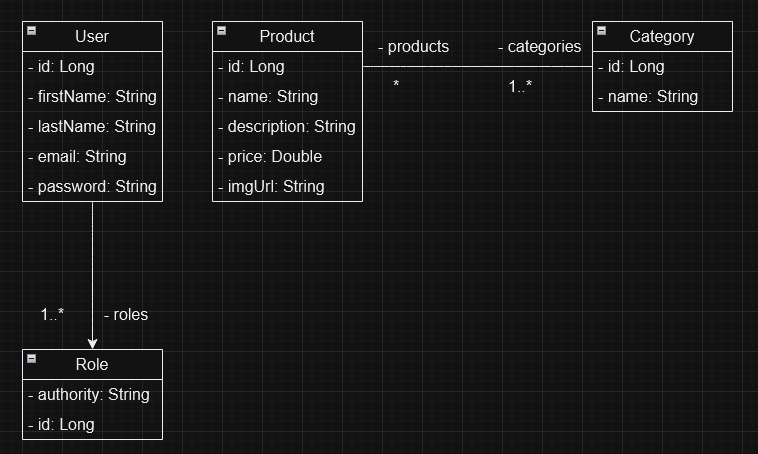 User
- id: Long
- firstName: String
- lastName: String
- email: String
- password: String
Product
- id: Long
- name: String
- description: String
- price: Double
- imgUrl: String
- products
*
- categories
1..*
Category
- id: Long
- name: String
1..*
- roles
Role
- authority: String
- id: Long